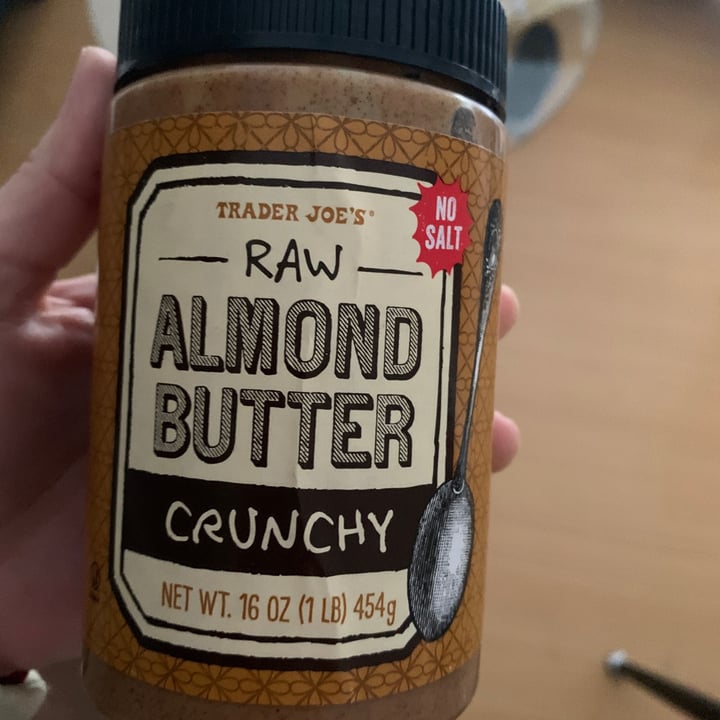 TRADER JOE'S®
NO
SALT
RAW
ALMOND
BUTTER
CRUNCHY
NET WT. 16 OZ (1 LB) 454g